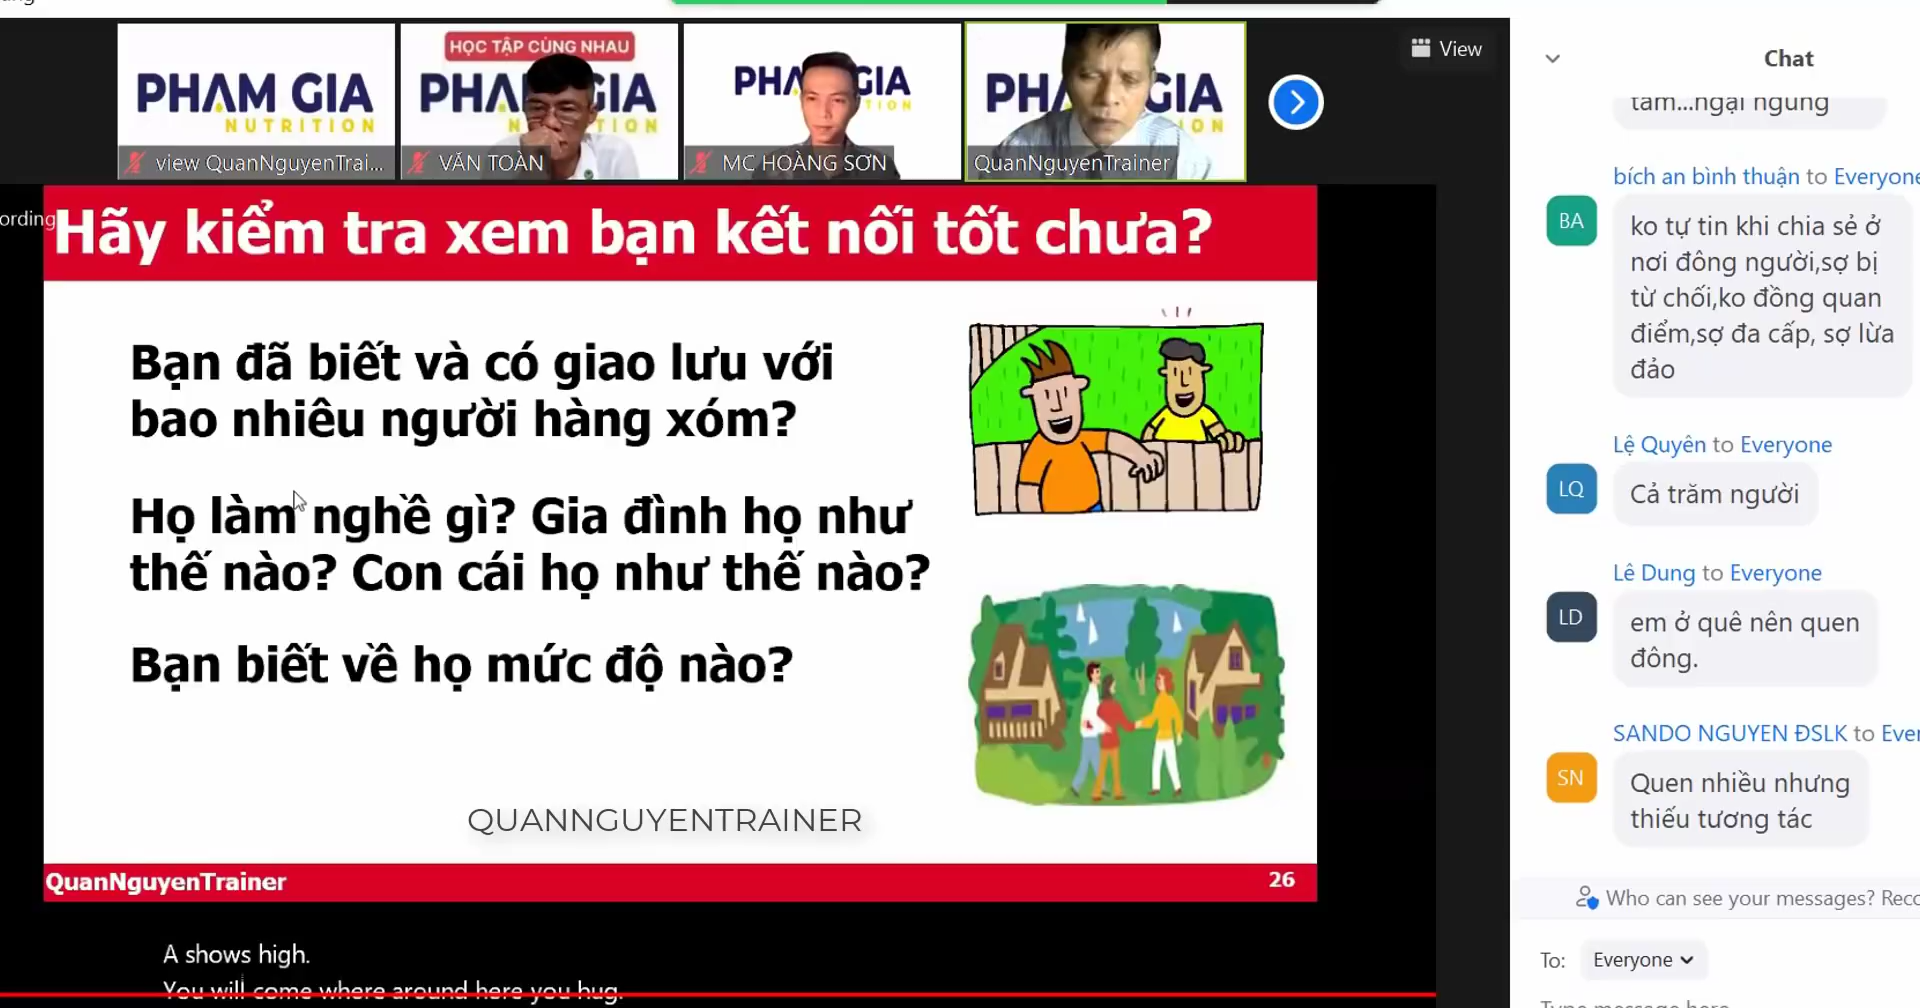 View
PHAM GIA
NUTRITION
view QuanNguyenTrai...
HỌC TẬP CÙNG NHAU
VĂN TOÀN
MC HOÀNG SƠN
QuanNguyenTrainer
Hãy kiểm tra xem bạn kết nối tốt chưa?
Bạn đã biết và có giao lưu với
bao nhiêu người hàng xóm?
Họ làm nghề gì? Gia đình họ như
thế nào? Con cái họ như thế nào?
Bạn biết về họ mức độ nào?
QUANNGUYENTRAINER
QuanNguyenTrainer
26
A shows high.
You will come where around here you hug.
Chat
tâm...ngại ngùng
bích an bình thuận to Everyone
BA
ko tự tin khi chia sẻ ở
nơi đông người,sợ bị
từ chối,ko đồng quan
điểm,sợ đa cấp, sợ lừa
đảo
Lệ Quyên to Everyone
LQ
Cả trăm người
Lê Dung to Everyone
LD
em ở quê nên quen
đông.
SANDO NGUYEN ĐSLK to Ever
SN
Quen nhiều nhưng
thiếu tương tác
Who can see your messages? Reco
To: Everyone
Type message here